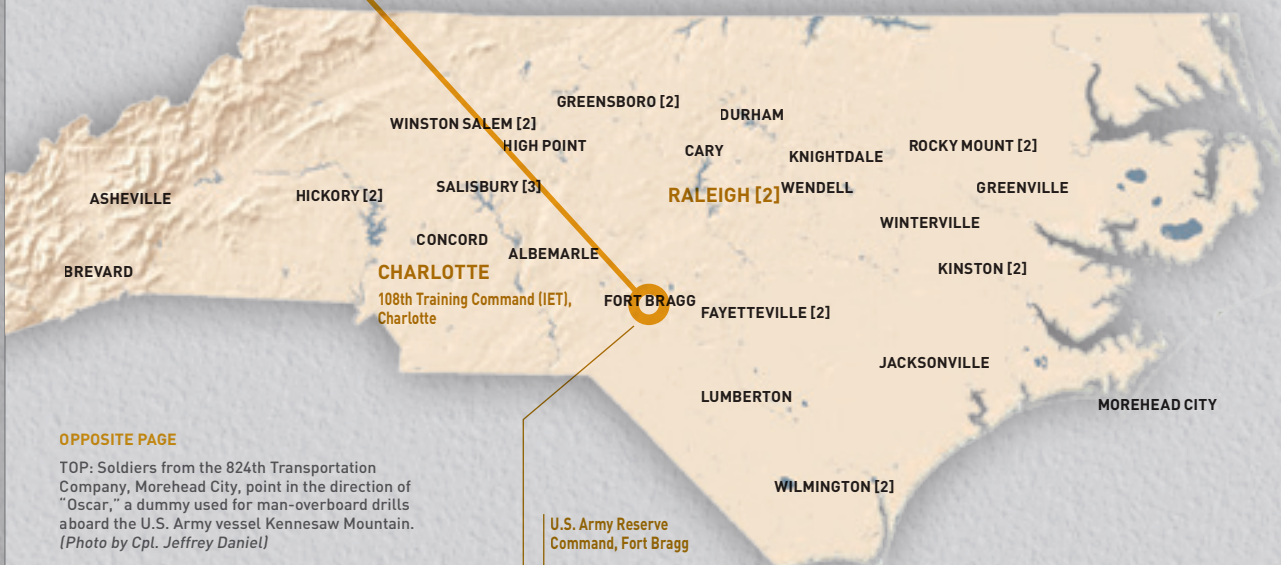 GREENSBORO [2]
DURHAM
WINSTON SALEM [2]
HIGH POINT
CARY
KNIGHTDALE
ROCKY MOUNT [2]
ASHEVILLE
HICKORY [2]
SALISBURY [3]
RALEIGH [2]
WENDELL
GREENVILLE
WINTERVILLE
CONCORD
ALBEMARLE
BREVARD
CHARLOTTE
KINSTON [2]
108th Training Command (IET),
Charlotte
FORT BRAGG
FAYETTEVILLE [2]
JACKSONVILLE
LUMBERTON
MOREHEAD CITY
WILMINGTON [2]
OPPOSITE PAGE
TOP: Soldiers from the 824th Transportation
Company, Morehead City, point in the direction of
"Oscar," a dummy used for man-overboard drills
aboard the U.S. Army vessel Kennesaw Mountain.
(Photo by Cpl. Jeffrey Daniel)
U.S. Army Reserve
Command, Fort Bragg